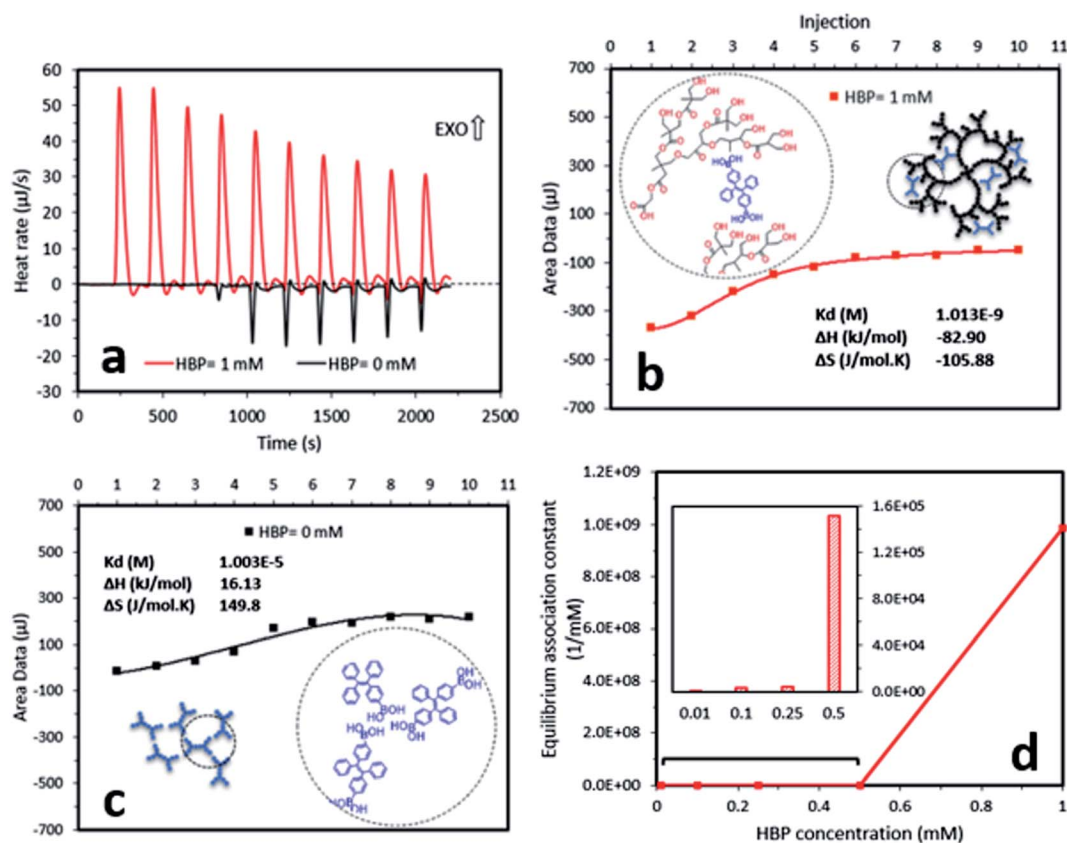 60
50
40
30
20
10
0
-10
-20
-30
Heat rate (µJ/s)
EXO
a
HBP= 1 mM
HBP= 0 mM
0 500 1000 1500 2000 2500
Time (s)
Injection
0 1 2 3 4 5 6 7 8 9 10 11
700
500
300
100
-100
-300
-500
-700
Area Data (µJ)
HBP= 1 mM
Kd (M) 1.013E-9
ΔH (kJ/mol) -82.90
ΔS (J/mol.K) -105.88
b
0 1 2 3 4 5 6 7 8 9 10 11
700
500
300
100
-100
-300
-500
-700
Area Data (µJ)
HBP= 0 mM
Kd (M) 1.003E-5
ΔH (kJ/mol) 16.13
ΔS (J/mol.K) 149.8
c
1.2E+09
1.0E+09
8.0E+08
6.0E+08
4.0E+08
2.0E+08
0.0E+00
Equilibrium association constant
(1/mM)
1.6E+05
1.2E+05
8.0E+04
4.0E+04
0.0E+00
0.01 0.1 0.25 0.5
d
0 0.2 0.4 0.6 0.8 1
HBP concentration (mM)